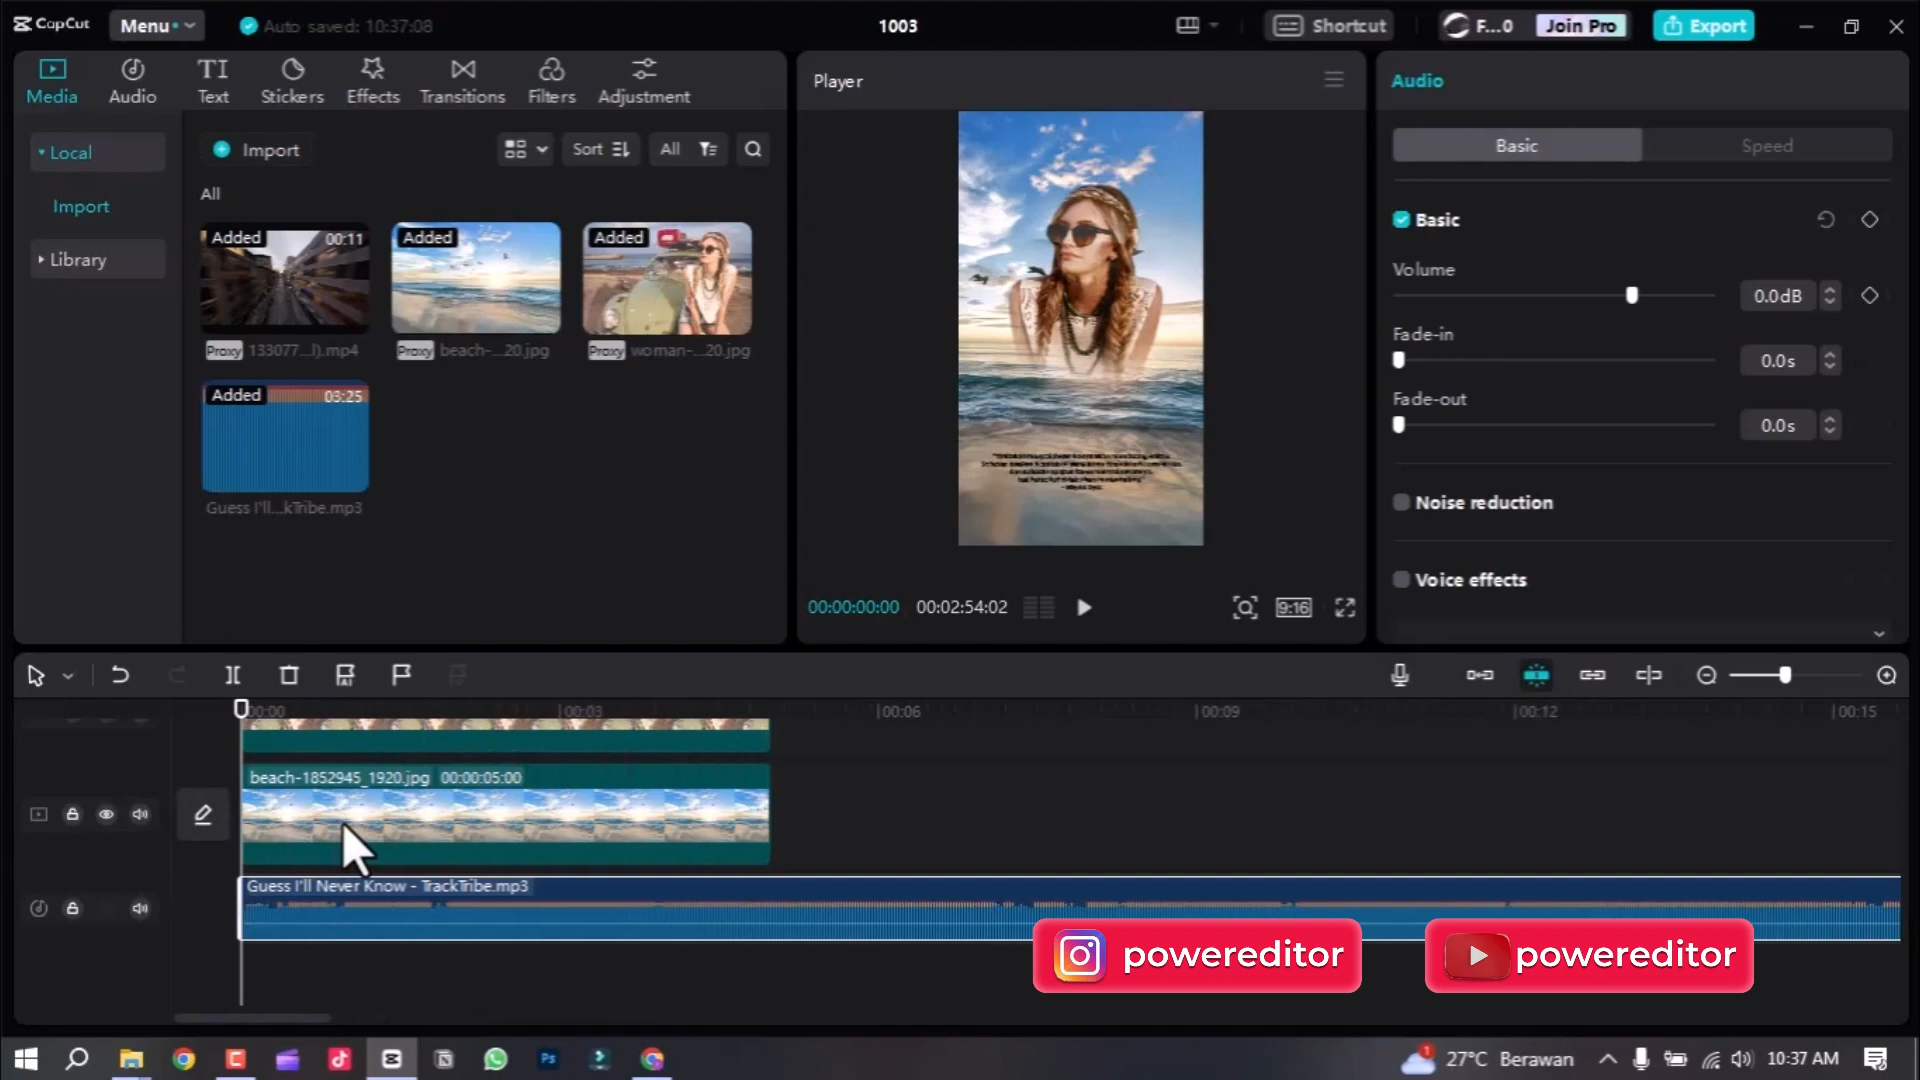 CapCut
Menu
Auto saved: 10:37:08
1003
Shortcut
F...0
Join Pro
Export
Media
Audio
Text
Stickers
Effects
Transitions
Filters
Adjustment
Local
Import
Library
Import
Sort
All
All
Added
00:11
Added
Added
Proxy
133077...l).mp4
Proxy
beach-...20.jpg
Proxy
woman-...20.jpg
Added
03:25
Guess I'll...kTribe.mp3
Player
00:00:00:00
00:02:54:02
9:16
Audio
Basic
Speed
Basic
Volume
0.0dB
Fade-in
0.0s
Fade-out
0.0s
Noise reduction
Voice effects
00:00
00:03
00:06
00:09
00:12
00:15
beach-1852945_1920.jpg 00:00:05:00
Guess I'll Never Know - TrackTribe.mp3
powereditor
powereditor
1
27°C Berawan
10:37 AM